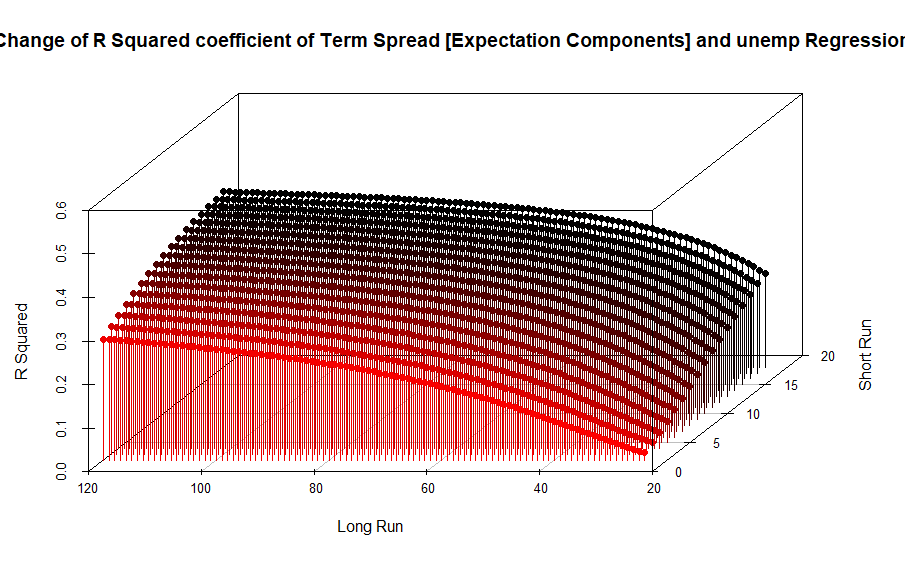 Change of R Squared coefficient of Term Spread [Expectation Components] and unemp Regression
0.6
0.5
0.4
0.3
0.2
0.1
0.0
R Squared
120 100 80 60 40 20
Long Run
0
5
10
15
20
Short Run